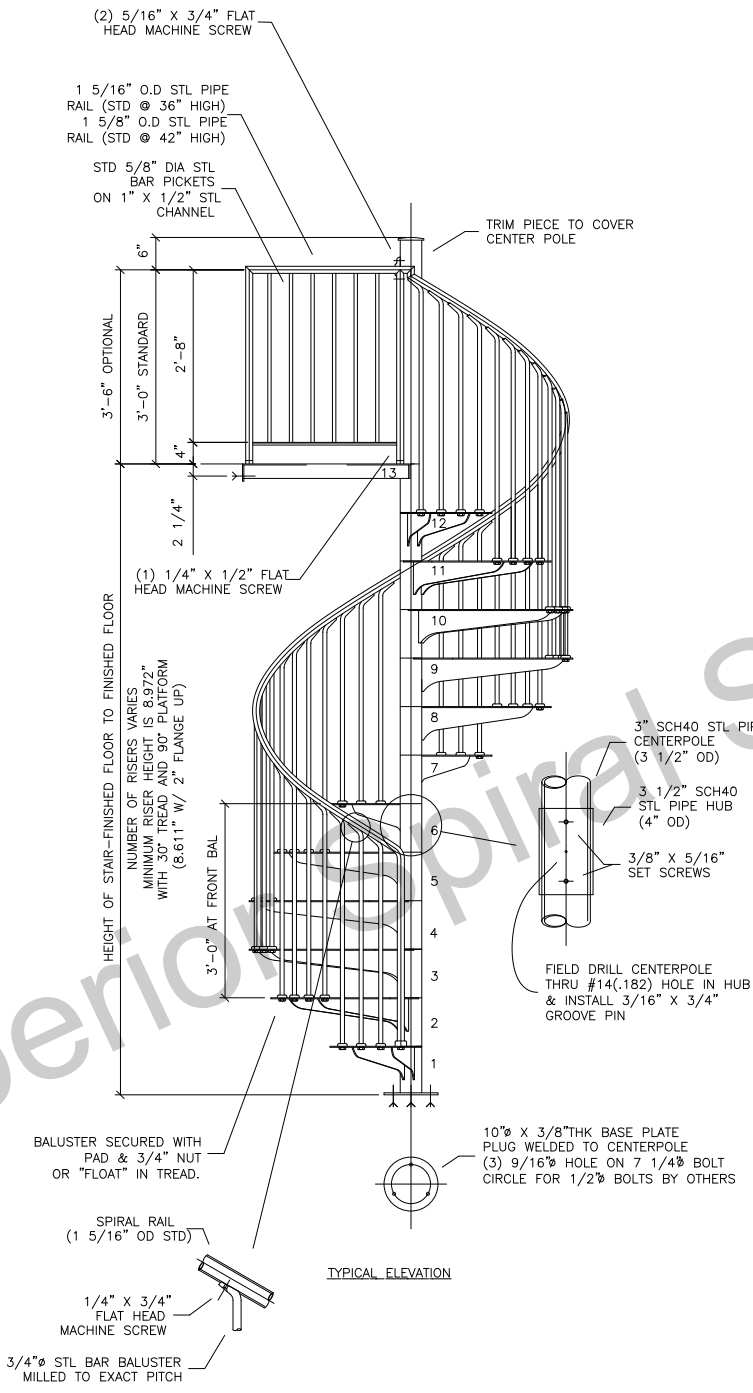 (2) 5/16" X 3/4" FLAT
HEAD MACHINE SCREW
1 5/16" O.D STL PIPE
RAIL (STD @ 36" HIGH)
1 5/8" O.D STL PIPE
RAIL (STD @ 42" HIGH)
STD 5/8" DIA STL
BAR PICKETS
ON 1" X 1/2" STL
CHANNEL
TRIM PIECE TO COVER
CENTER POLE
6"
3'-6" OPTIONAL
3'-0" STANDARD
2'-8"
4"
2 1/4"
13
12
(1) 1/4" X 1/2" FLAT
HEAD MACHINE SCREW
11
10
9
8
7
6
5
4
3
2
1
HEIGHT OF STAIR-FINISHED FLOOR TO FINISHED FLOOR
NUMBER OF RISERS VARIES
MINIMUM RISER HEIGHT IS 8.972"
WITH 30° TREAD AND 90° PLATFORM
(8.611" W/ 2" FLANGE UP)
3'-0" AT FRONT BAL
3" SCH40 STL PIP
CENTERPOLE
(3 1/2" OD)
3 1/2" SCH40
STL PIPE HUB
(4" OD)
3/8" X 5/16"
SET SCREWS
FIELD DRILL CENTERPOLE
THRU #14(.182) HOLE IN HUB
& INSTALL 3/16" X 3/4"
GROOVE PIN
BALUSTER SECURED WITH
PAD & 3/4" NUT
OR "FLOAT" IN TREAD.
10"ø X 3/8"THK BASE PLATE
PLUG WELDED TO CENTERPOLE
(3) 9/16"ø HOLE ON 7 1/4"ø BOLT
CIRCLE FOR 1/2"ø BOLTS BY OTHERS
SPIRAL RAIL
(1 5/16" OD STD)
TYPICAL ELEVATION
1/4" X 3/4"
FLAT HEAD
MACHINE SCREW
3/4"ø STL BAR BALUSTER
MILLED TO EXACT PITCH
perior Spiral S